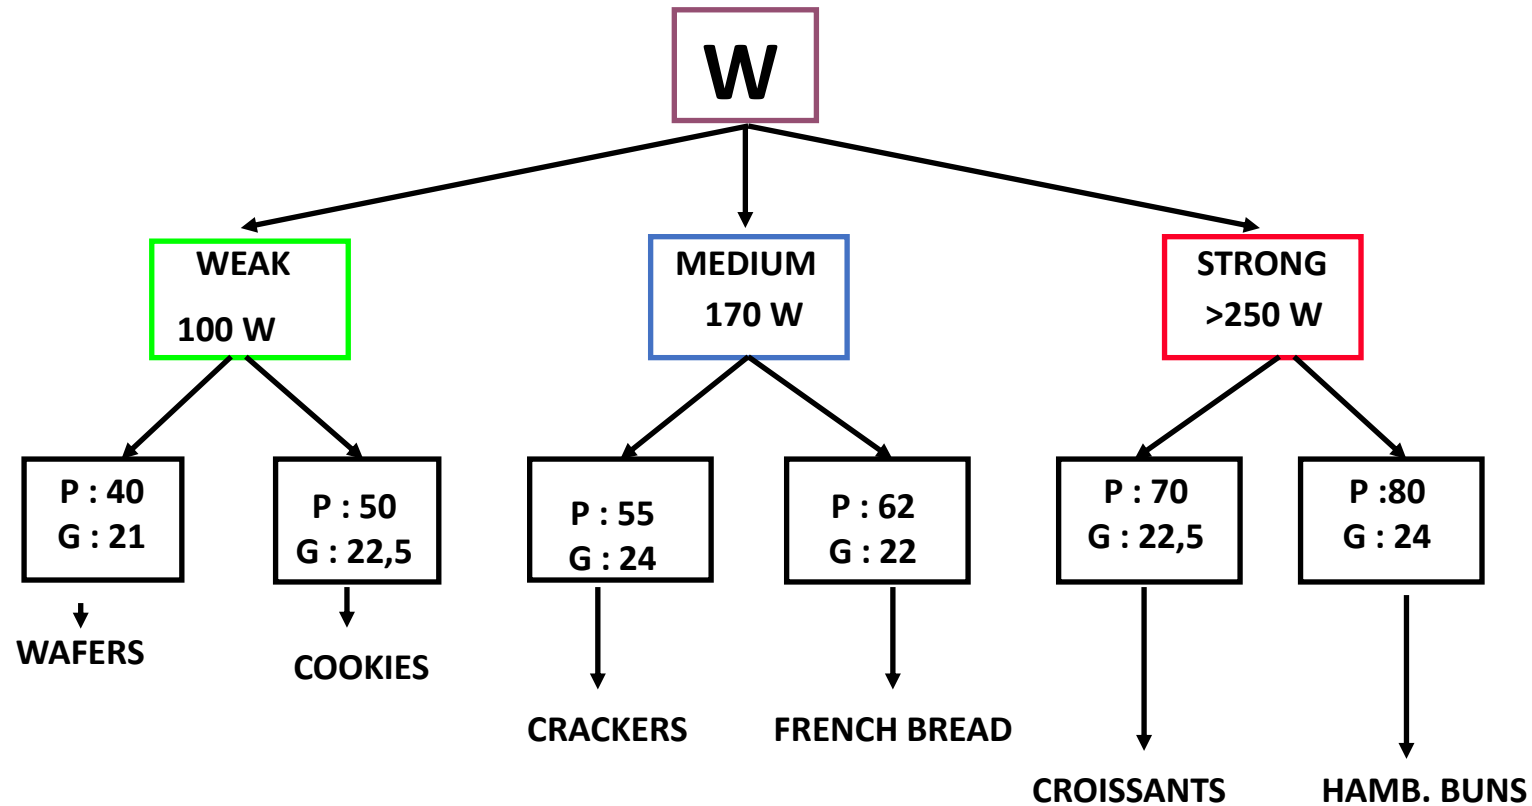 W
WEAK
100 W
MEDIUM
170 W
STRONG
>250 W
P : 40
G : 21
P : 50
G : 22,5
P : 55
G : 24
P : 62
G : 22
P : 70
G : 22,5
P :80
G : 24
WAFERS
COOKIES
CRACKERS
FRENCH BREAD
CROISSANTS
HAMB. BUNS